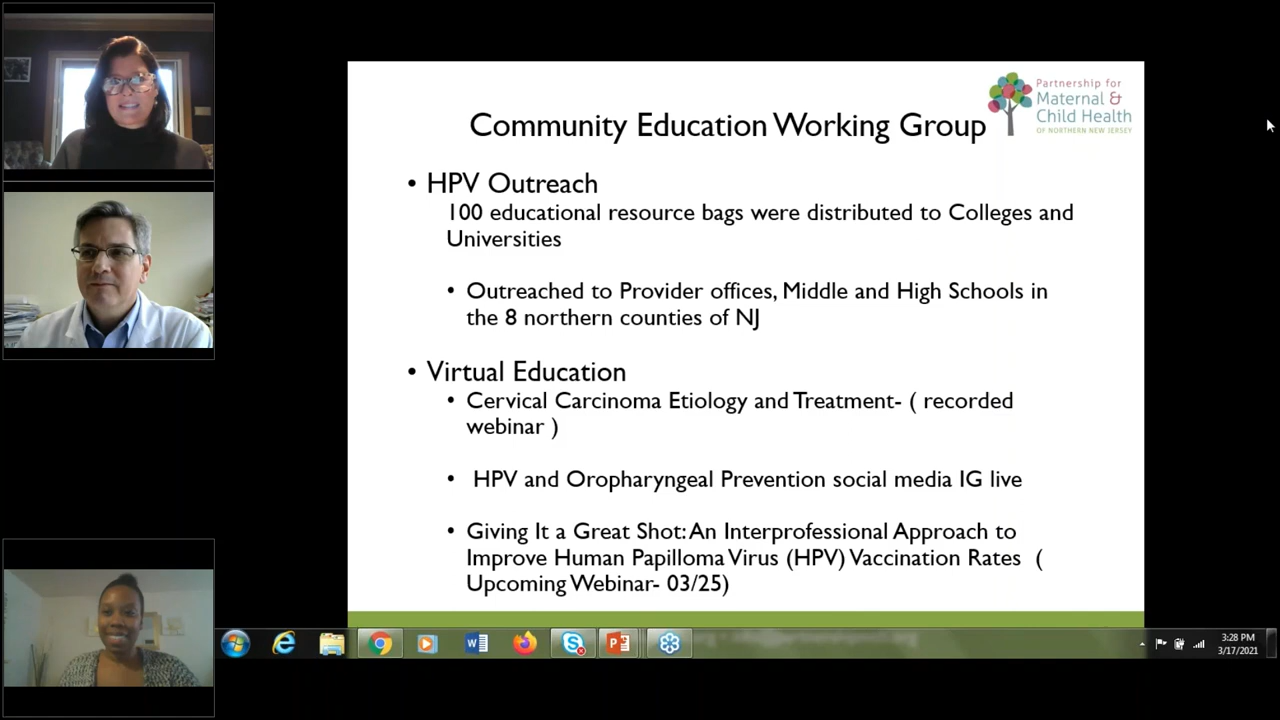 Partnership for
Maternal &
Child Health
OF NORTHERN NEW JERSEY
Community Education Working Group
• HPV Outreach
100 educational resource bags were distributed to Colleges and
Universities
• Outreached to Provider offices, Middle and High Schools in
the 8 northern counties of NJ
• Virtual Education
• Cervical Carcinoma Etiology and Treatment- ( recorded
webinar )
• HPV and Oropharyngeal Prevention social media IG live
• Giving It a Great Shot: An Interprofessional Approach to
Improve Human Papilloma Virus (HPV) Vaccination Rates (
Upcoming Webinar- 03/25)
3:28 PM
3/17/2021